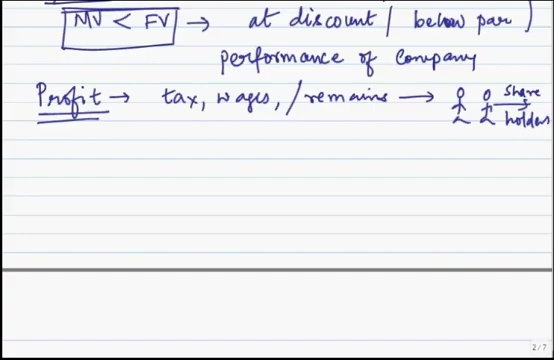 MV < FV → at discount / below par )
performance of Company
Profit → tax, wages, / remains → share
holders
2/7